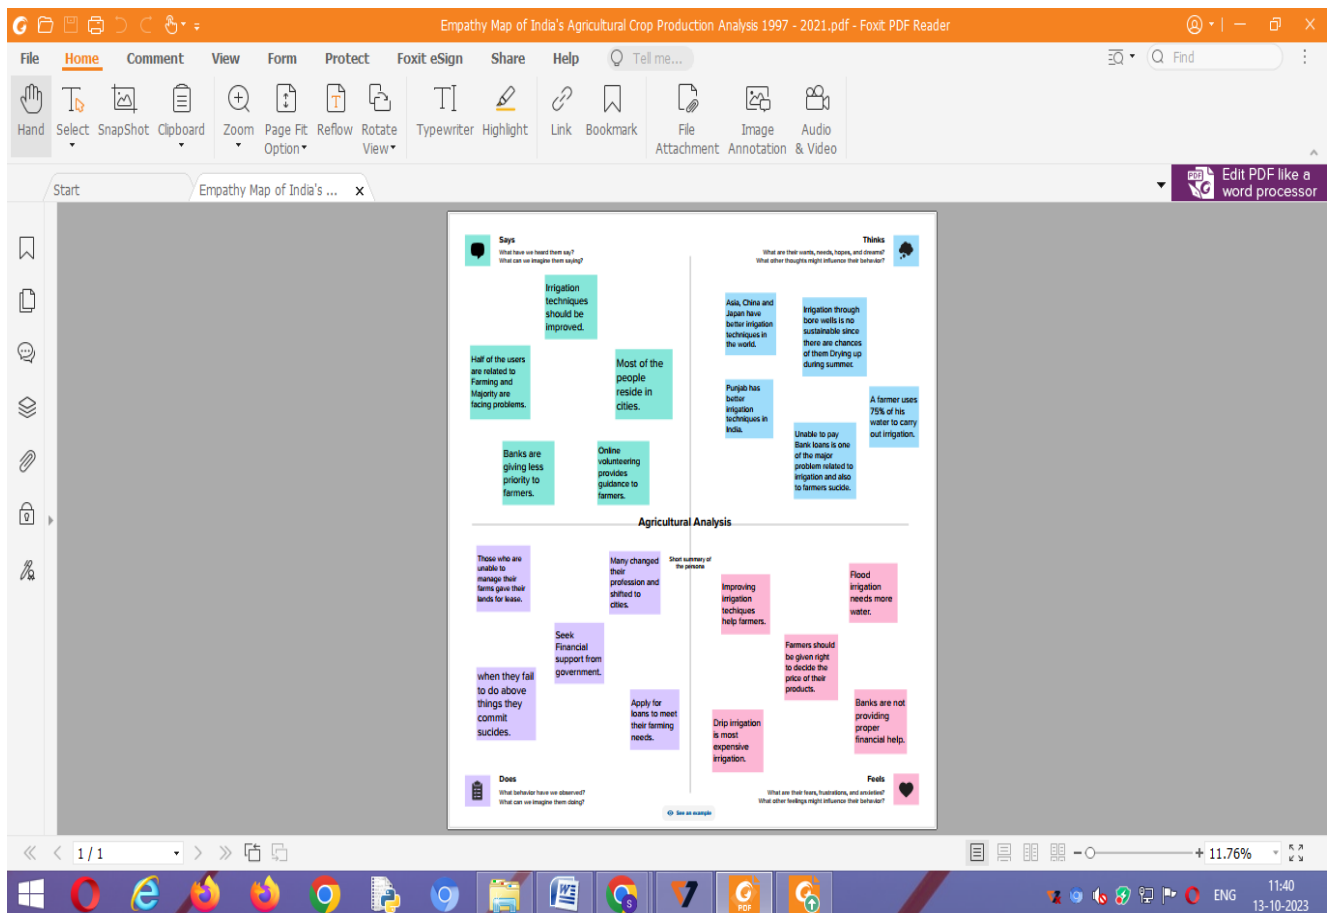 Empathy Map of India's Agricultural Crop Production Analysis 1997 - 2021.pdf - Foxit PDF Reader
File Home Comment View Form Protect Foxit eSign Share Help Tell me... Find
Hand Select SnapShot Clipboard Zoom Page Fit Option Reflow Rotate View Typewriter Highlight Link Bookmark File Attachment Image Annotation Audio & Video
Start Empathy Map of India's ... x
PDF
Edit PDF like a
word processor
Says
What have we heard them say?
What can we imagine them saying?
Thinks
What are their wants, needs, hopes, and dreams?
What other thoughts might influence their behavior?
Irrigation
techniques
should be
improved.
Half of the users
are related to
Farming and
Majority are
facing problems.
Most of the
people
reside in
cities.
Banks are
giving less
priority to
farmers.
Online
volunteering
provides
guidance to
farmers.
Asia, China and
Japan have
better irrigation
techniques in
the world.
Irrigation through
bore wells is no
sustainable since
there are chances
of them Drying up
during summer.
Punjab has
better
irrigation
techniques in
India.
A farmer uses
75% of his
water to carry
out irrigation.
Unable to pay
Bank loans is one
of the major
problem related to
irrigation and also
to farmers sucide.
Agricultural Analysis
Short summary of
the persona
Those who are
unable to
manage their
farms gave their
lands for lease.
Many changed
their
profession and
shifted to
cities.
Seek
Financial
support from
government.
when they fail
to do above
things they
commit
sucides.
Apply for
loans to meet
their farming
needs.
Improving
irrigation
techiques
help farmers.
Flood
irrigation
needs more
water.
Farmers should
be given right
to decide the
price of their
products.
Drip irrigation
is most
expensive
irrigation.
Banks are not
providing
proper
financial help.
Does
What behavior have we observed?
What can we imagine them doing?
Feels
What are their fears, frustrations, and anxieties?
What other feelings might influence their behavior?
See an example
1 / 1
11.76%
ENG
11:40
13-10-2023